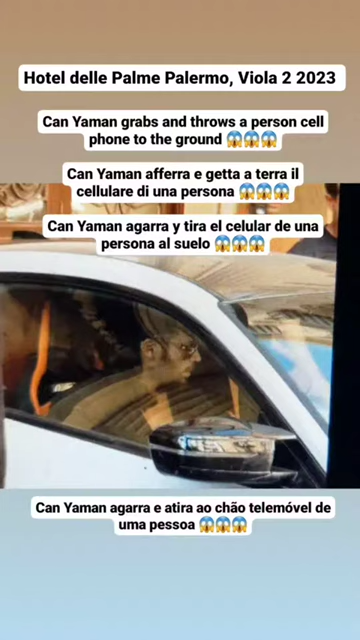 Hotel delle Palme Palermo, Viola 2 2023
Can Yaman grabs and throws a person cell
phone to the ground 😱😱😱
Can Yaman afferra e getta a terra il
cellulare di una persona 😱😱😱
Can Yaman agarra y tira el celular de una
persona al suelo 😱😱😱
Can Yaman agarra e atira ao chão telemóvel de
uma pessoa 😱😱😱